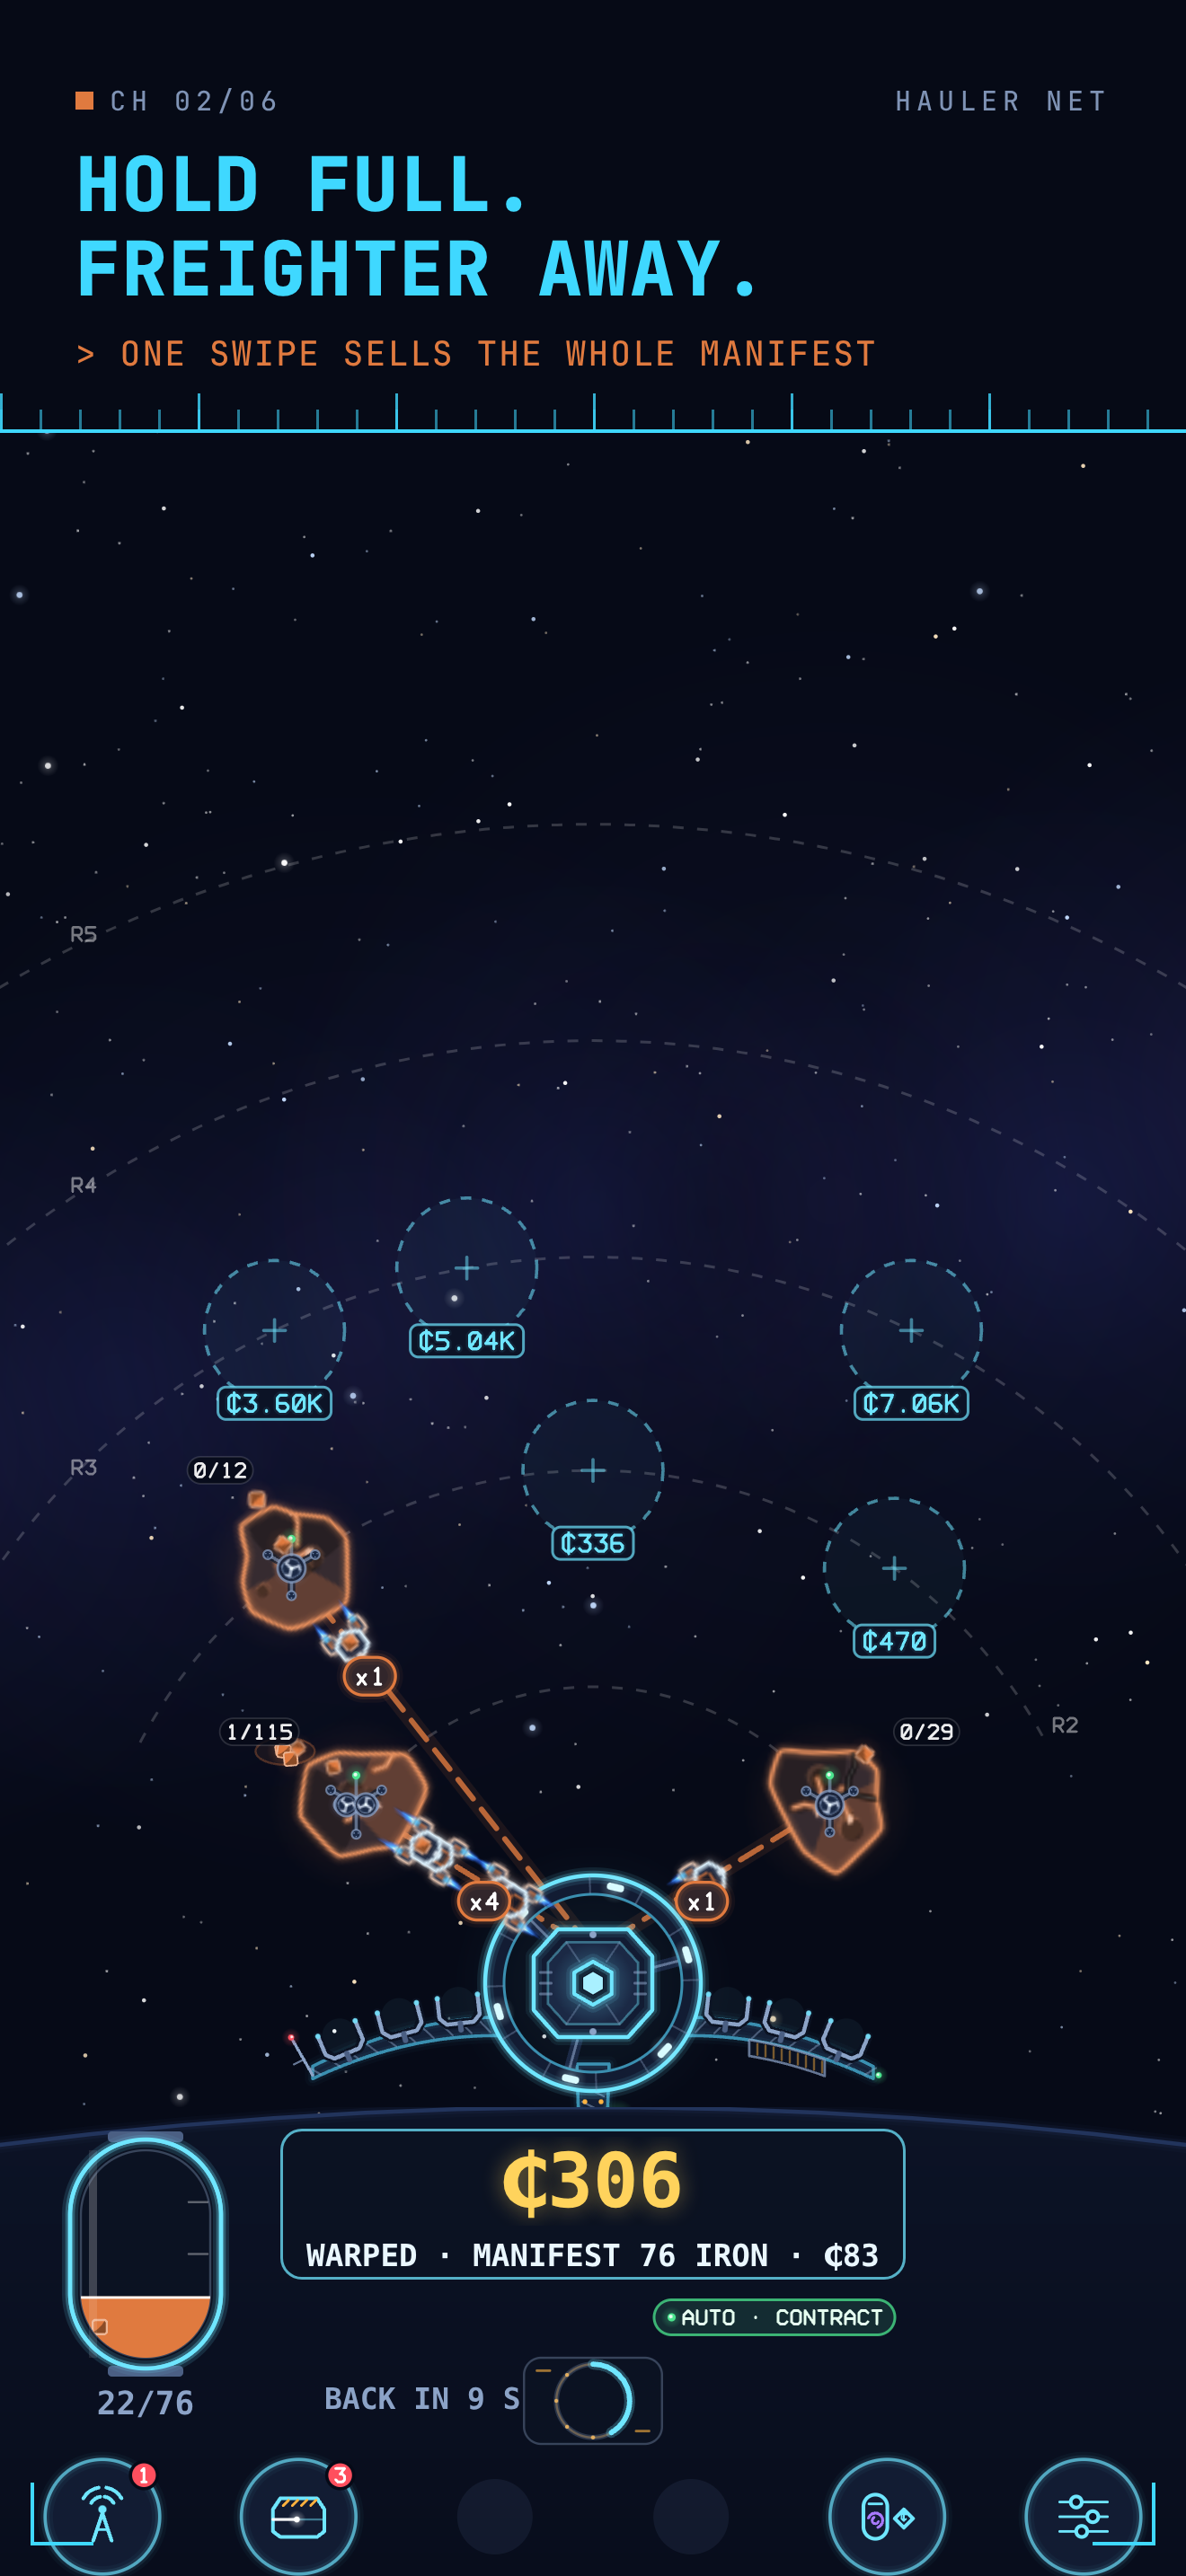 CH 02/06
HAULER NET
HOLD FULL.
FREIGHTER AWAY.
> ONE SWIPE SELLS THE WHOLE MANIFEST
R5
R4
₵5.04K
₵3.60K
₵7.06K
R3
0/12
₵336
₵470
x1
1/115
0/29
R2
x4
x1
₵306
WARPED · MANIFEST 76 IRON · ₵83
AUTO · CONTRACT
22/76
BACK IN 9 S
1
3